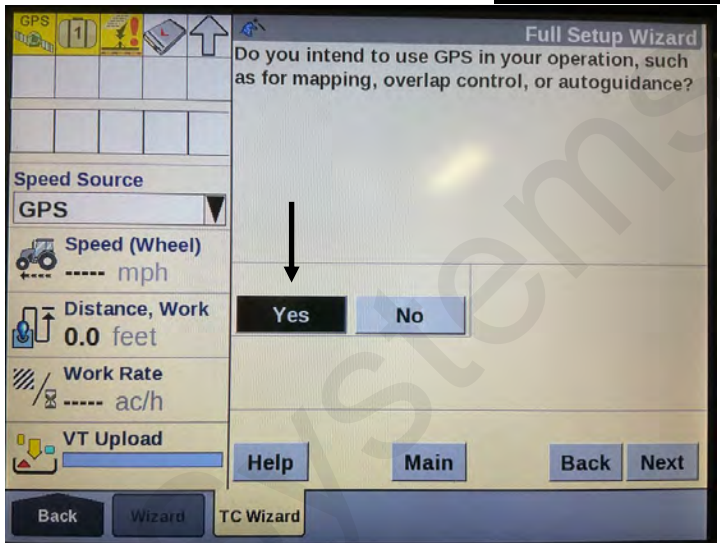 GPS
1
Full Setup Wizard
Do you intend to use GPS in your operation, such
as for mapping, overlap control, or autoguidance?
Speed Source
GPS
Speed (Wheel)
----- mph
Distance, Work
0.0 feet
Work Rate
----- ac/h
VT Upload
Yes
No
Help
Main
Back
Next
Back
Wizard
TC Wizard
ystems